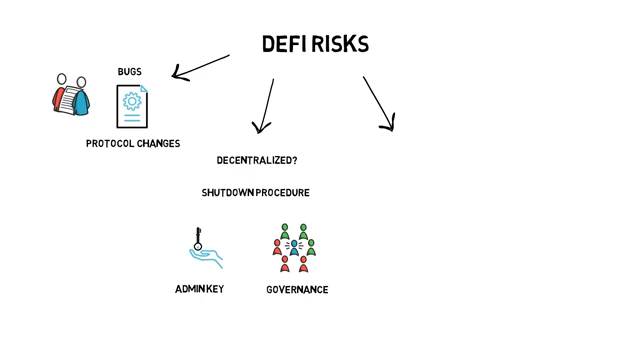 DEFI RISKS
BUGS
PROTOCOL CHANGES
DECENTRALIZED?
SHUTDOWN PROCEDURE
ADMIN KEY
GOVERNANCE